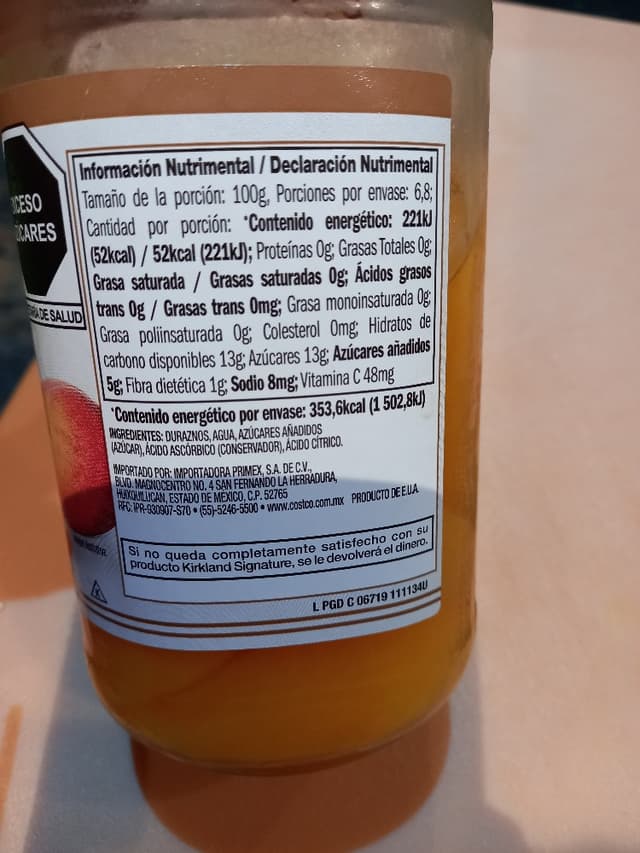 Información Nutrimental / Declaración Nutrimental
Tamaño de la porción: 100g, Porciones por envase: 6,8;
Cantidad por porción: *Contenido energético: 221kJ
(52kcal) / 52kcal (221kJ); Proteínas 0g; Grasas Totales 0g;
Grasa saturada / Grasas saturadas 0g; Ácidos grasos
trans 0g / Grasas trans 0mg; Grasa monoinsaturada 0g;
Grasa poliinsaturada 0g; Colesterol 0mg; Hidratos de
carbono disponibles 13g; Azúcares 13g; Azúcares añadidos
5g; Fibra dietética 1g; Sodio 8mg; Vitamina C 48mg
*Contenido energético por envase: 353,6kcal (1 502,8kJ)
INGREDIENTES: DURAZNOS, AGUA, AZÚCARES AÑADIDOS
(AZÚCAR), ÁCIDO ASCÓRBICO (CONSERVADOR), ÁCIDO CÍTRICO.
IMPORTADO POR: IMPORTADORA PRIMEX, S.A. DE C.V.,
BLVD. MAGNOCENTRO NO. 4 SAN FERNANDO LA HERRADURA,
HUIXQUILUCAN, ESTADO DE MÉXICO, C.P. 52765
RFC: IPR-930907-S70 • (55)-5246-5500 • www.costco.com.mx PRODUCTO DE E.U.A.
Si no queda completamente satisfecho con su
producto Kirkland Signature, se le devolverá el dinero.
L PGD C 06719 111134U
CESO
CARES
DE SALUD